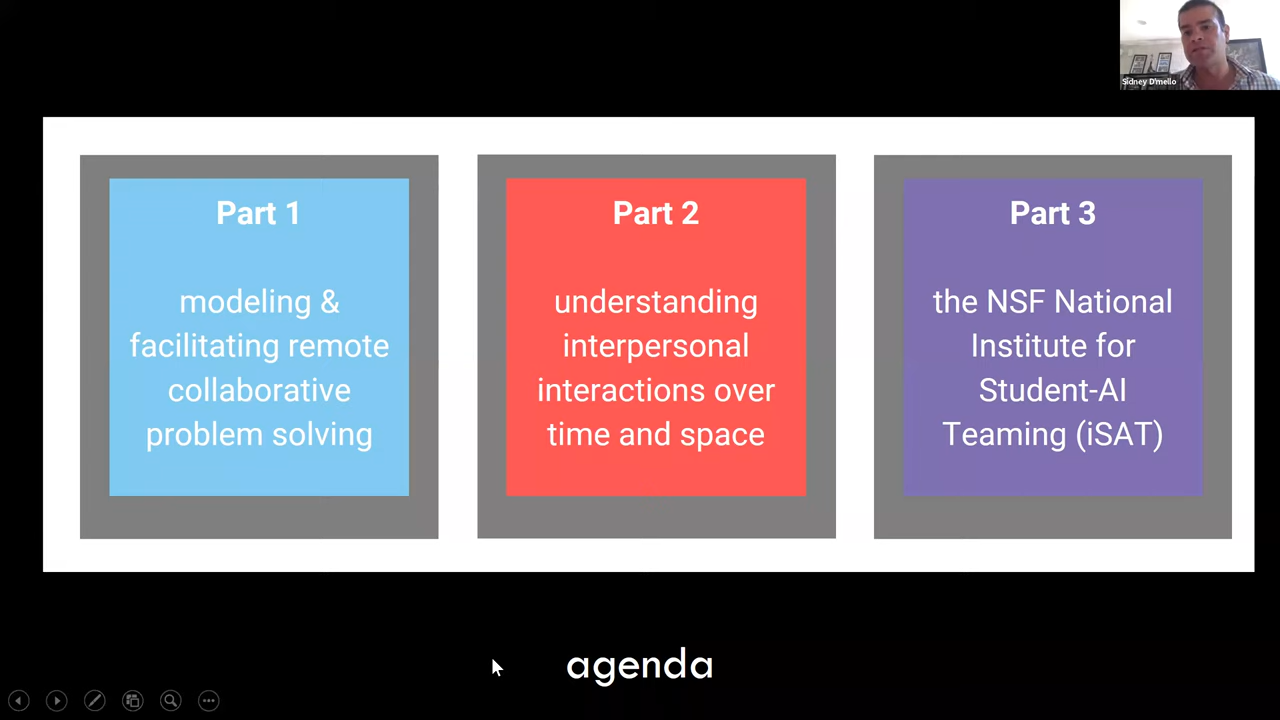 Sidney D'mello
Part 1
modeling &
facilitating remote
collaborative
problem solving
Part 2
understanding
interpersonal
interactions over
time and space
Part 3
the NSF National
Institute for
Student-AI
Teaming (iSAT)
agenda